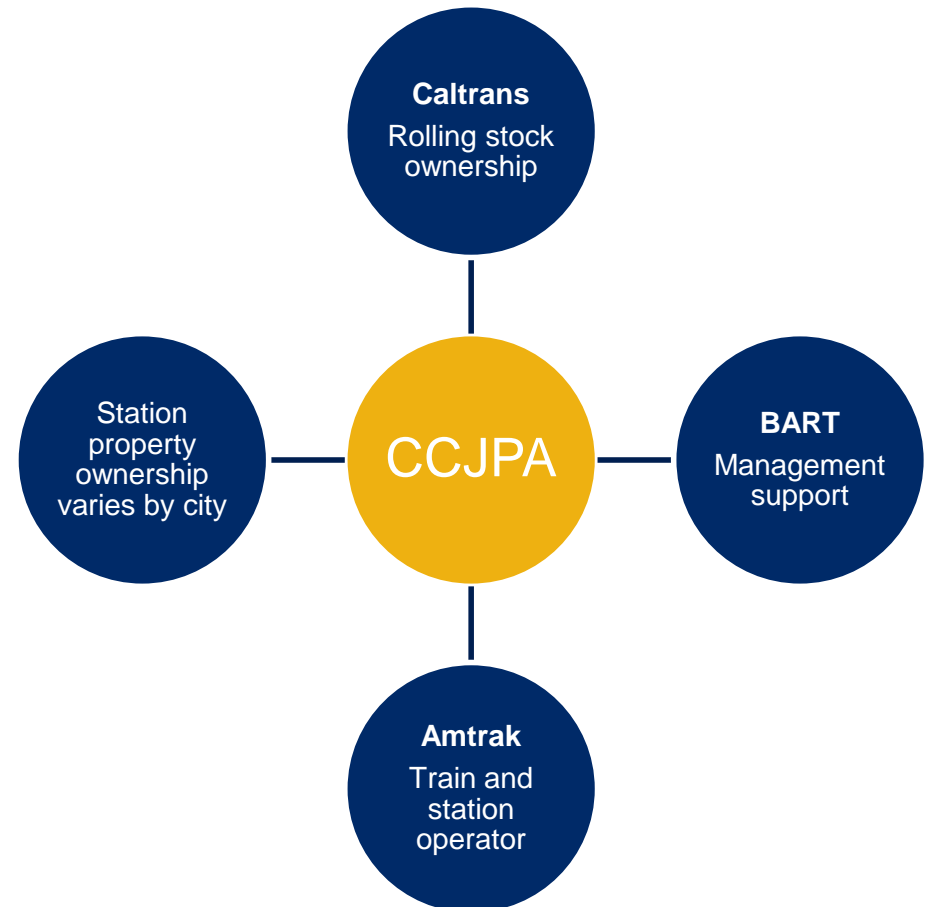 Caltrans
Rolling stock
ownership
Station
property
ownership
varies by city
CCJPA
BART
Management
support
Amtrak
Train and
station
operator